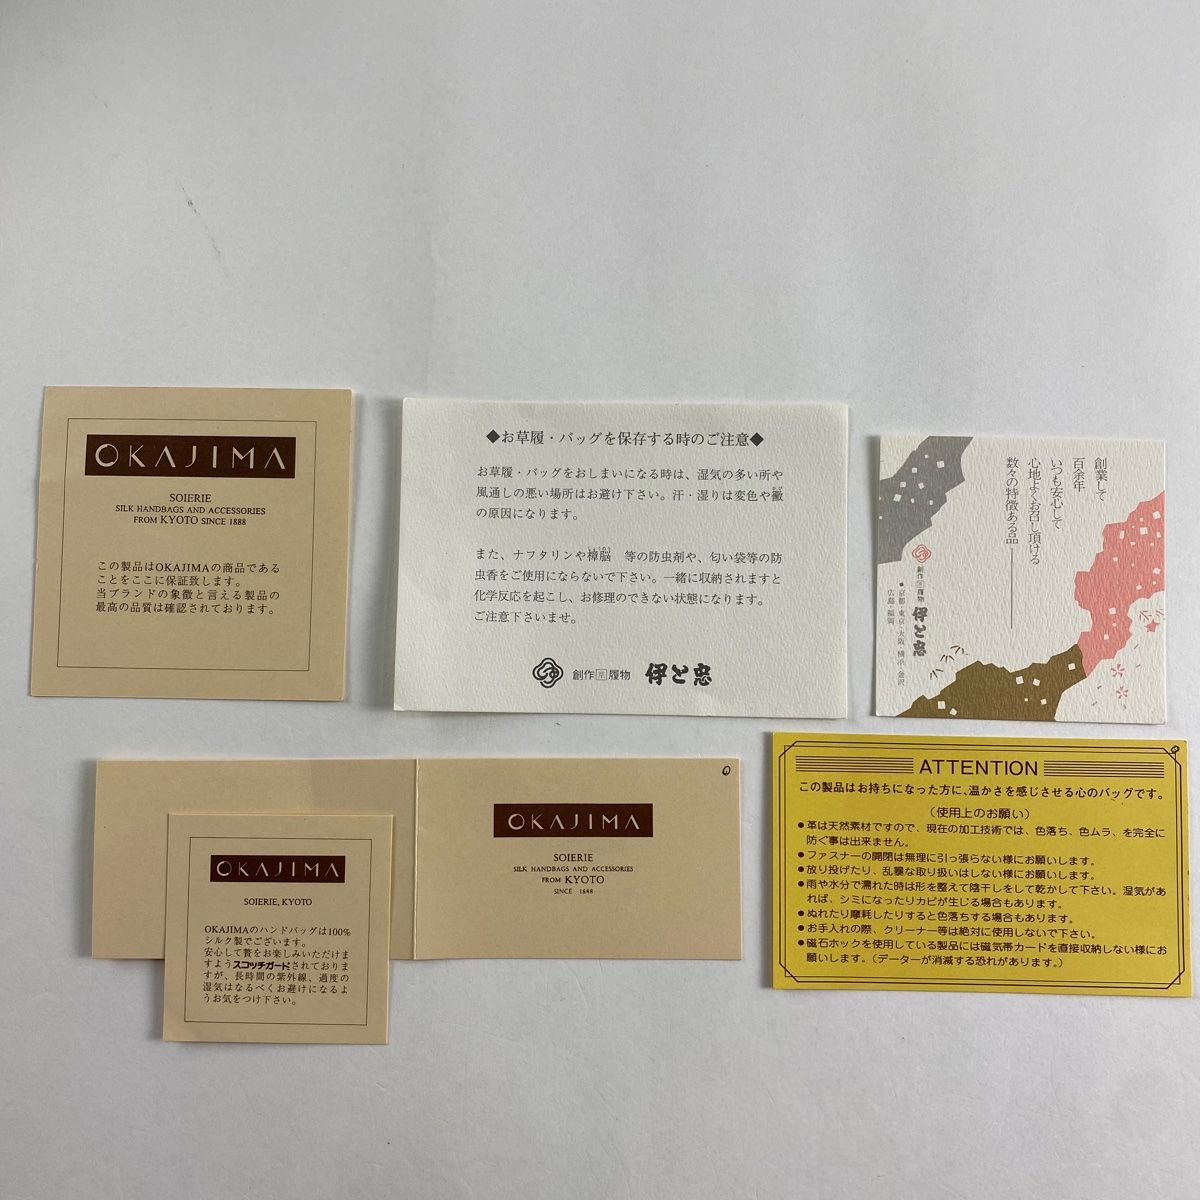 OKAJIMA
SOIERIE
SILK HANDBAGS AND ACCESSORIES
FROM KYOTO SINCE 1888
この製品はOKAJIMAの商品である
ことをここに保証致します。
当ブランドの象徴と言える製品の
最高の品質は確認されております。
◆お草履・バッグを保存する時のご注意◆
お草履・バッグをおしまいになる時は、湿気の多い所や
風通しの悪い場所はお避け下さい。汗・湿りは変色や黴
の原因になります。
また、ナフタリンや樟脳 等の防虫剤や、匂い袋等の防
虫香をご使用にならないで下さい。一緒に収納されますと
化学反応を起こし、お修理のできない状態になります。
ご注意下さいませ。
創作履物 伊と忠
創業して
百余年
いつも安心して
心地よくお召し頂ける
数々の特徴ある品
創作履物 伊と忠
●京都・東京・大阪・横浜・金沢
広島・福岡
OKAJIMA
SOIERIE, KYOTO
OKAJIMAのハンドバッグは100%
シルク製でございます。
安心して贅をお楽しみいただけま
すようスコッチガードされておりま
すが、長時間の紫外線、過度の
湿気はなるべくお避けになるよ
うお気をつけ下さい。
OKAJIMA
SOIERIE
SILK HANDBAGS AND ACCESSORIES
FROM KYOTO
SINCE 1888
ATTENTION
この製品はお持ちになった方に、温かさを感じさせる心のバッグです。
(使用上のお願い)
●革は天然素材ですので、現在の加工技術では、色落ち、色ムラ、を完全に
防ぐ事は出来ません。
●ファスナーの開閉は無理に引っ張らない様にお願いします。
●放り投げたり、乱暴な取り扱いはしない様にお願いします。
●雨や水分で濡れた時は形を整えて陰干しをして乾かして下さい。湿気があ
れば、シミになったりカビが生じる場合もあります。
●ぬれたり摩耗したりすると色落ちする場合もあります。
●お手入れの際、クリーナー等は絶対に使用しないで下さい。
●磁石ホックを使用している製品には磁気帯カードを直接収納しない様にお
願いします。(データーが消滅する恐れがあります。)